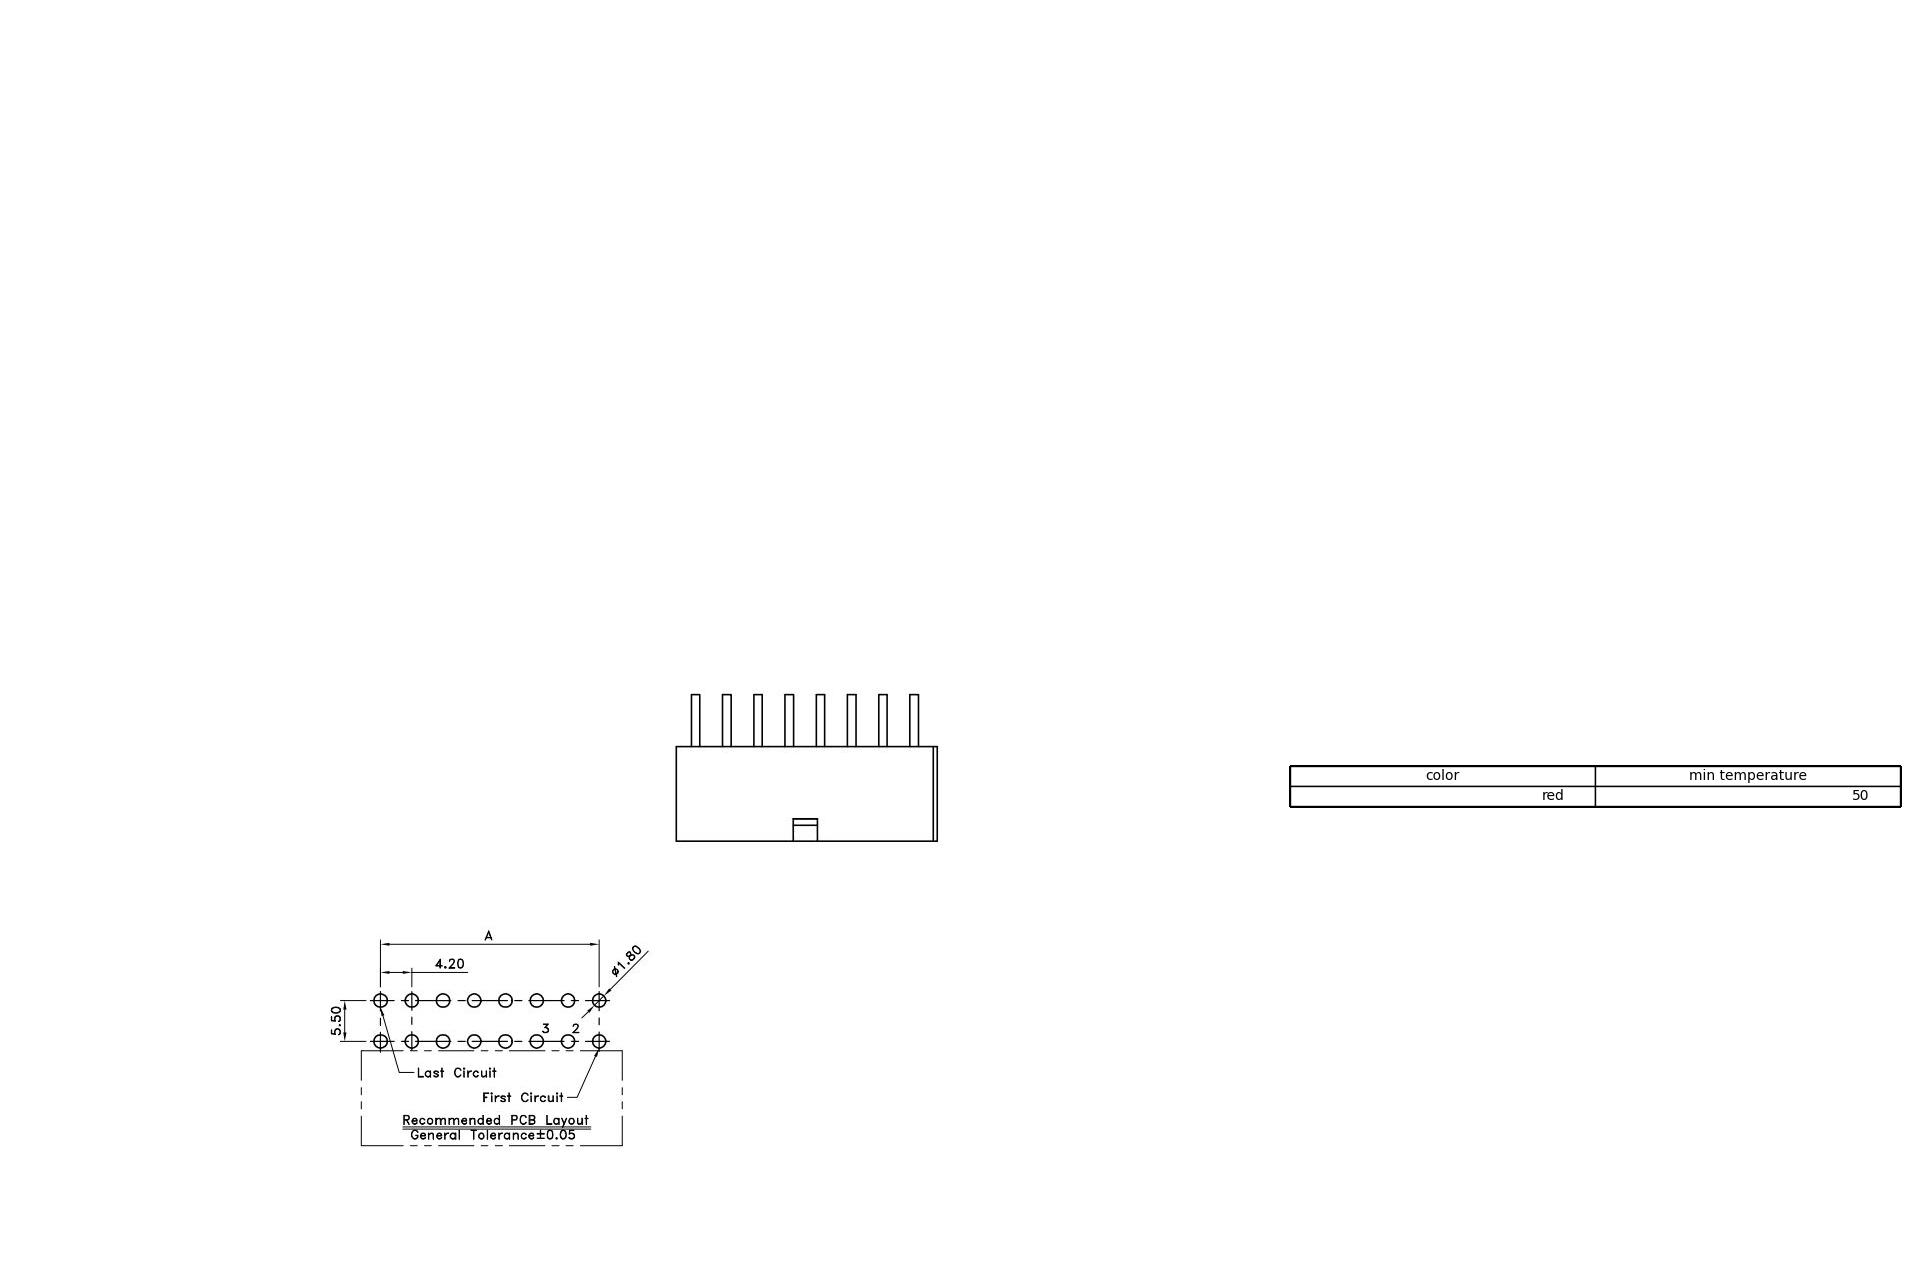 color min temperature
red 50
A
4.20
ø1.80
5.50
3 2
Last Circuit
First Circuit
Recommended PCB Layout
General Tolerance±0.05